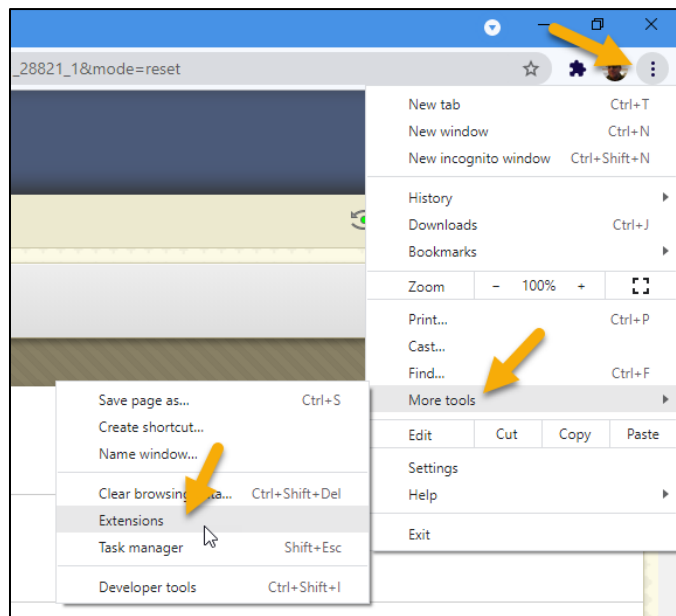 _28821_1&mode=reset
New tab Ctrl+T
New window Ctrl+N
New incognito window Ctrl+Shift+N
History
Downloads Ctrl+J
Bookmarks
Zoom - 100% +
Print... Ctrl+P
Cast...
Find... Ctrl+F
More tools
Edit Cut Copy Paste
Settings
Help
Exit
Save page as... Ctrl+S
Create shortcut...
Name window...
Clear browsing Ctrl+Shift+Del
Extensions
Task manager Shift+Esc
Developer tools Ctrl+Shift+I